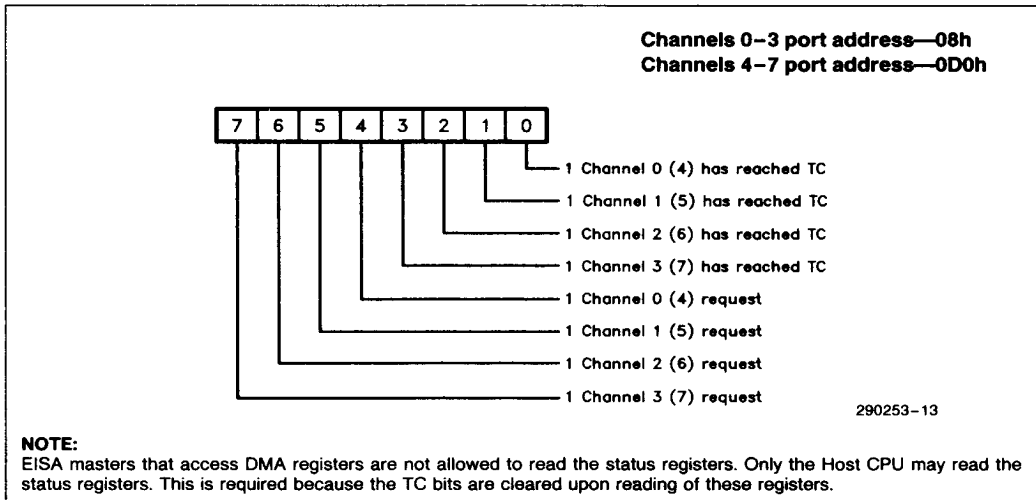 Channels 0–3 port address—08h
Channels 4–7 port address—0D0h
7 6 5 4 3 2 1 0
1 Channel 0 (4) has reached TC
1 Channel 1 (5) has reached TC
1 Channel 2 (6) has reached TC
1 Channel 3 (7) has reached TC
1 Channel 0 (4) request
1 Channel 1 (5) request
1 Channel 2 (6) request
1 Channel 3 (7) request
290253–13
NOTE:
EISA masters that access DMA registers are not allowed to read the status registers. Only the Host CPU may read the
status registers. This is required because the TC bits are cleared upon reading of these registers.